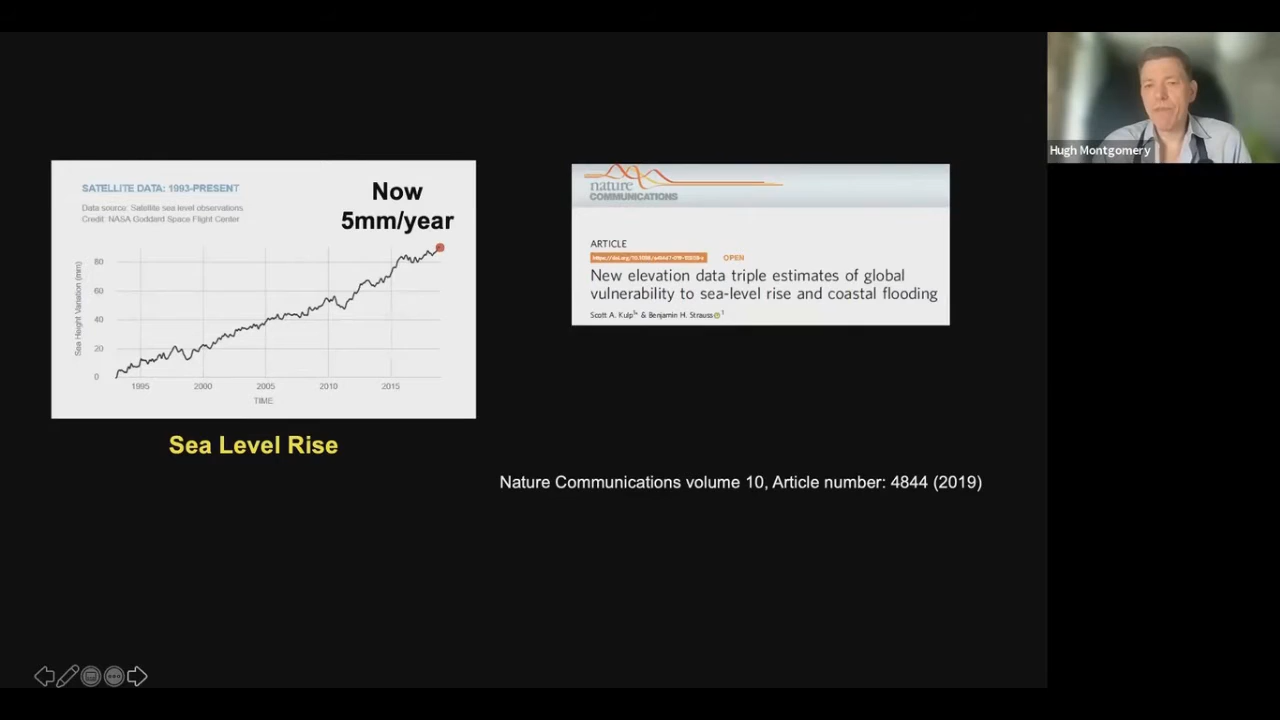 SATELLITE DATA: 1993-PRESENT
Data source: Satellite sea level observations.
Credit: NASA Goddard Space Flight Center
Now
5mm/year
Sea Height Variation (mm)
80
60
40
20
0
1995 2000 2005 2010 2015
TIME
Sea Level Rise
nature
COMMUNICATIONS
ARTICLE
OPEN
New elevation data triple estimates of global
vulnerability to sea-level rise and coastal flooding
Scott A. Kulp1* & Benjamin H. Strauss 1
Nature Communications volume 10, Article number: 4844 (2019)
Hugh Montgomery